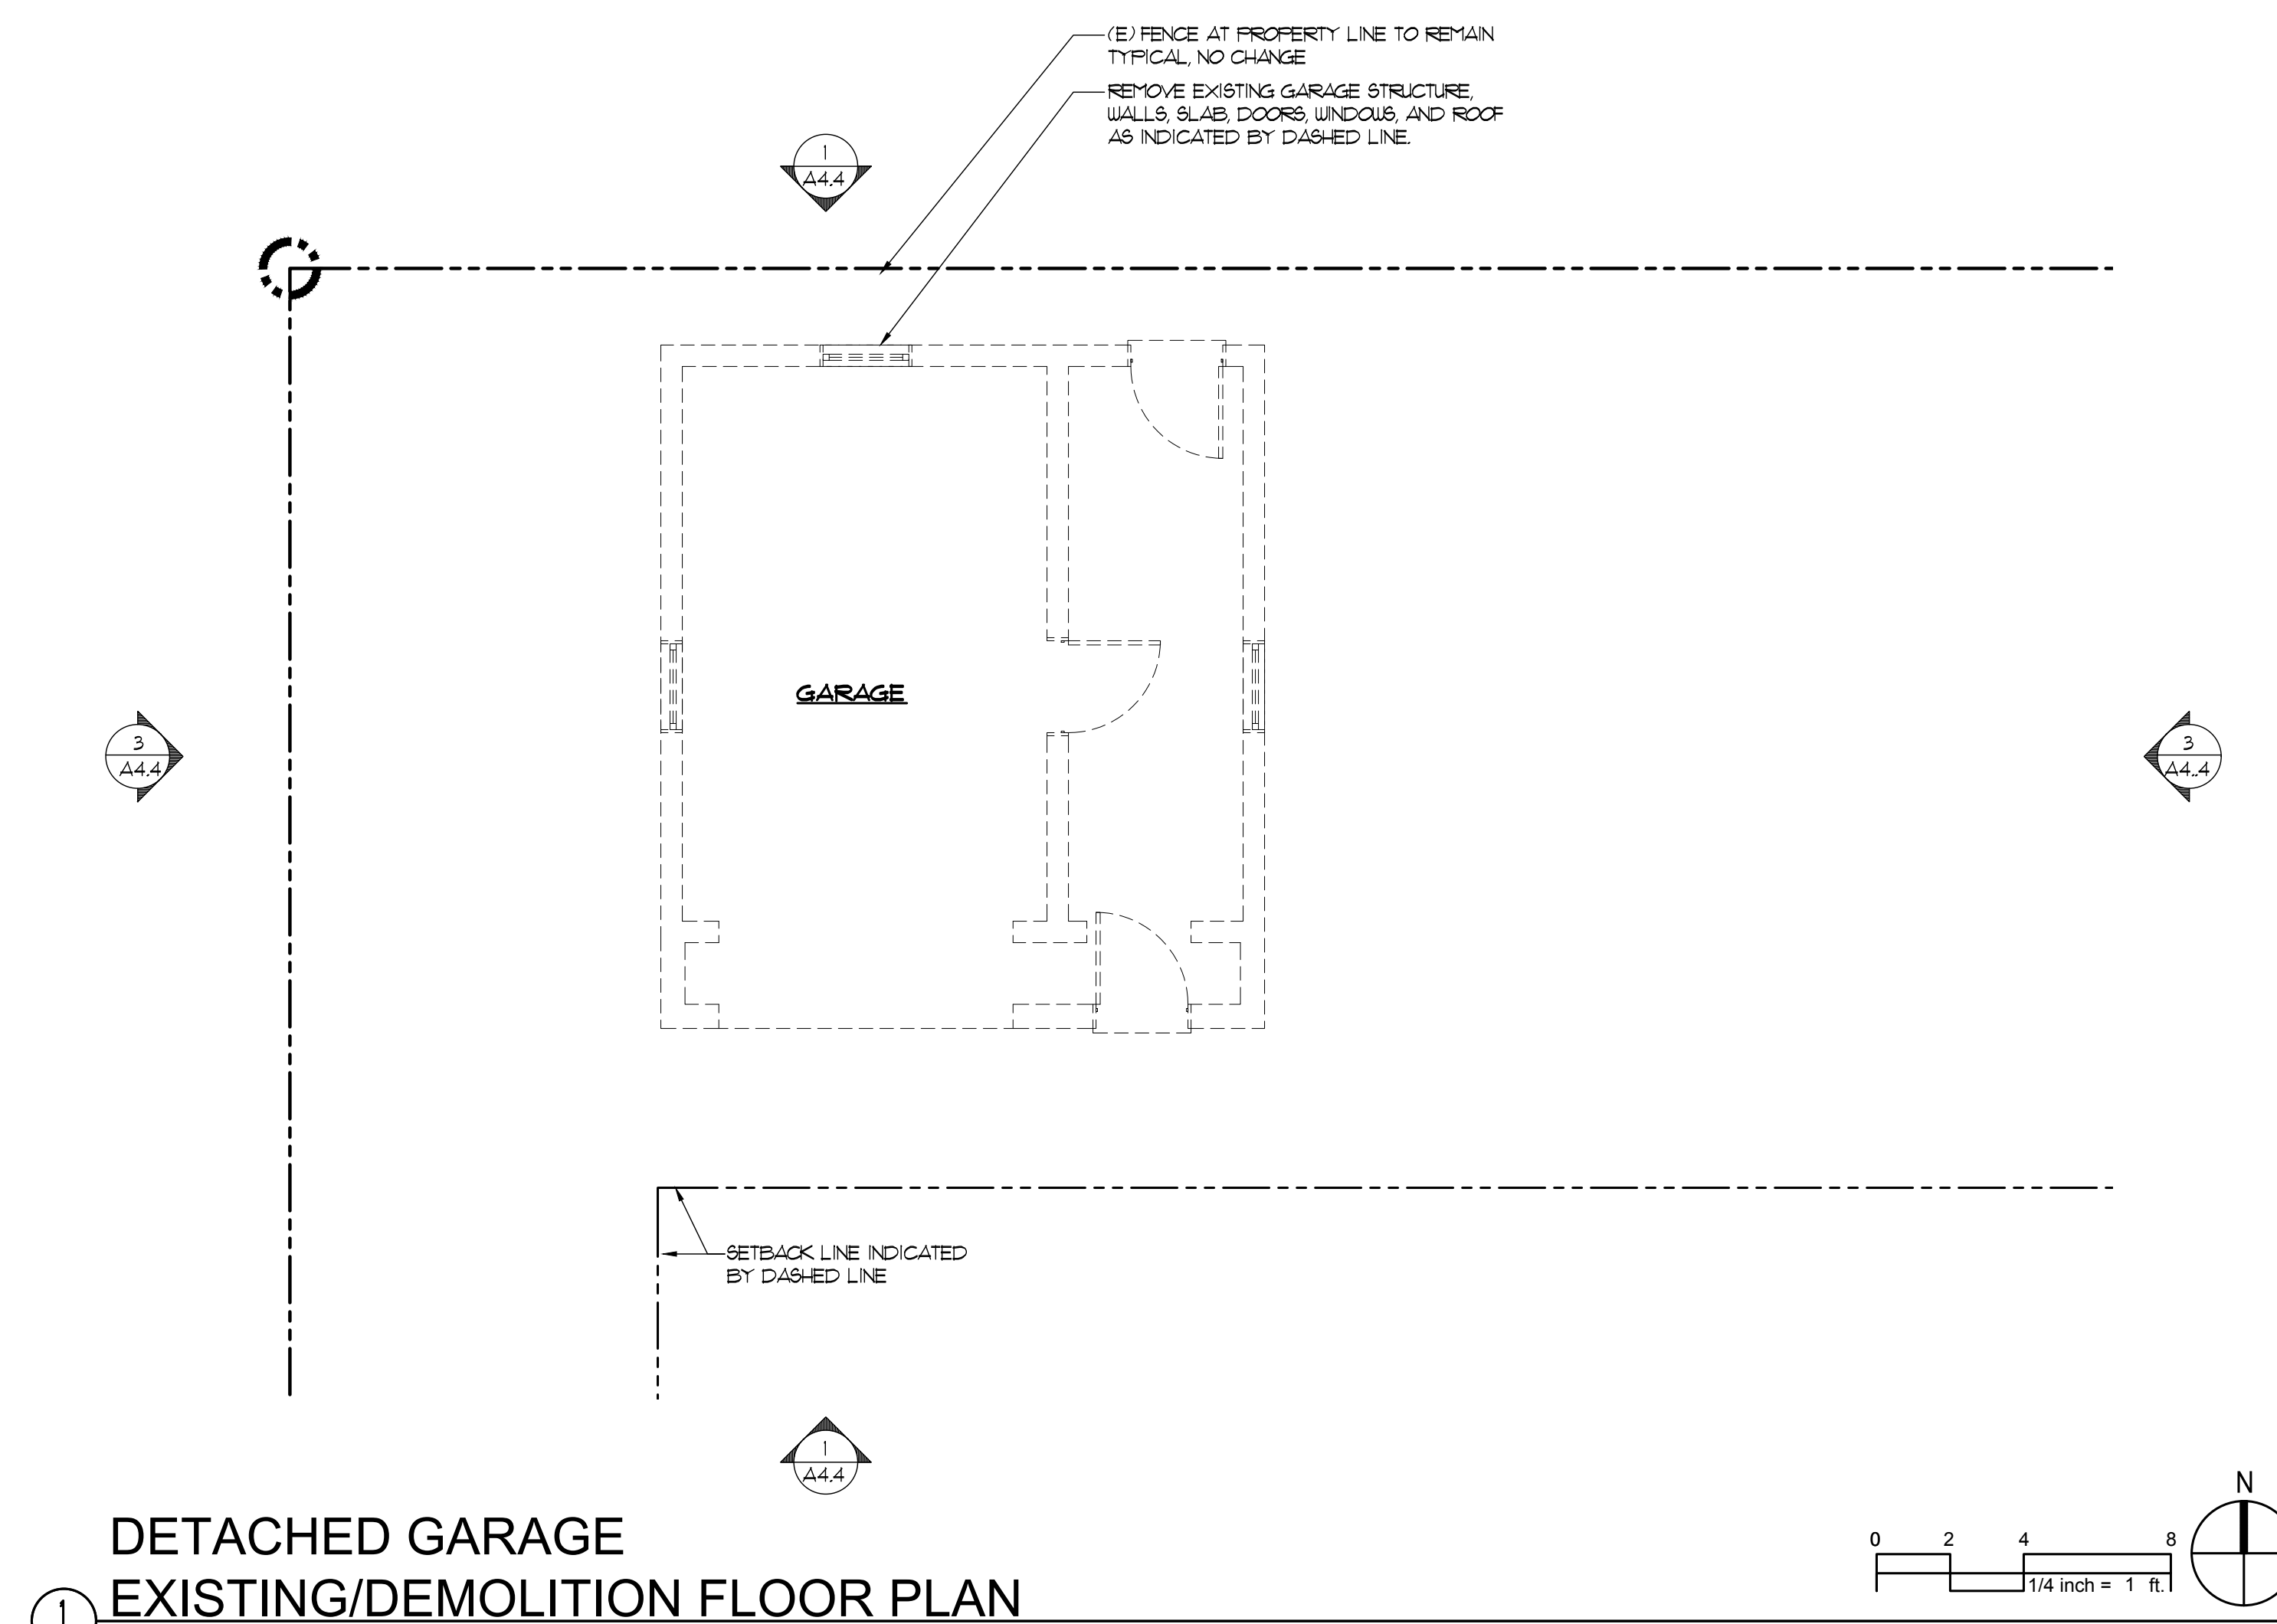 (E) FENCE AT PROPERTY LINE TO REMAIN
TYPICAL, NO CHANGE
REMOVE EXISTING GARAGE STRUCTURE,
WALLS, SLAB, DOORS, WINDOWS, AND ROOF
AS INDICATED BY DASHED LINE.
1
A4.4
GARAGE
3
A4.4
3
A4..4
SETBACK LINE INDICATED
BY DASHED LINE
1
A4.4
N
DETACHED GARAGE
0 2 4 8
1/4 inch = 1 ft.
1
EXISTING/DEMOLITION FLOOR PLAN